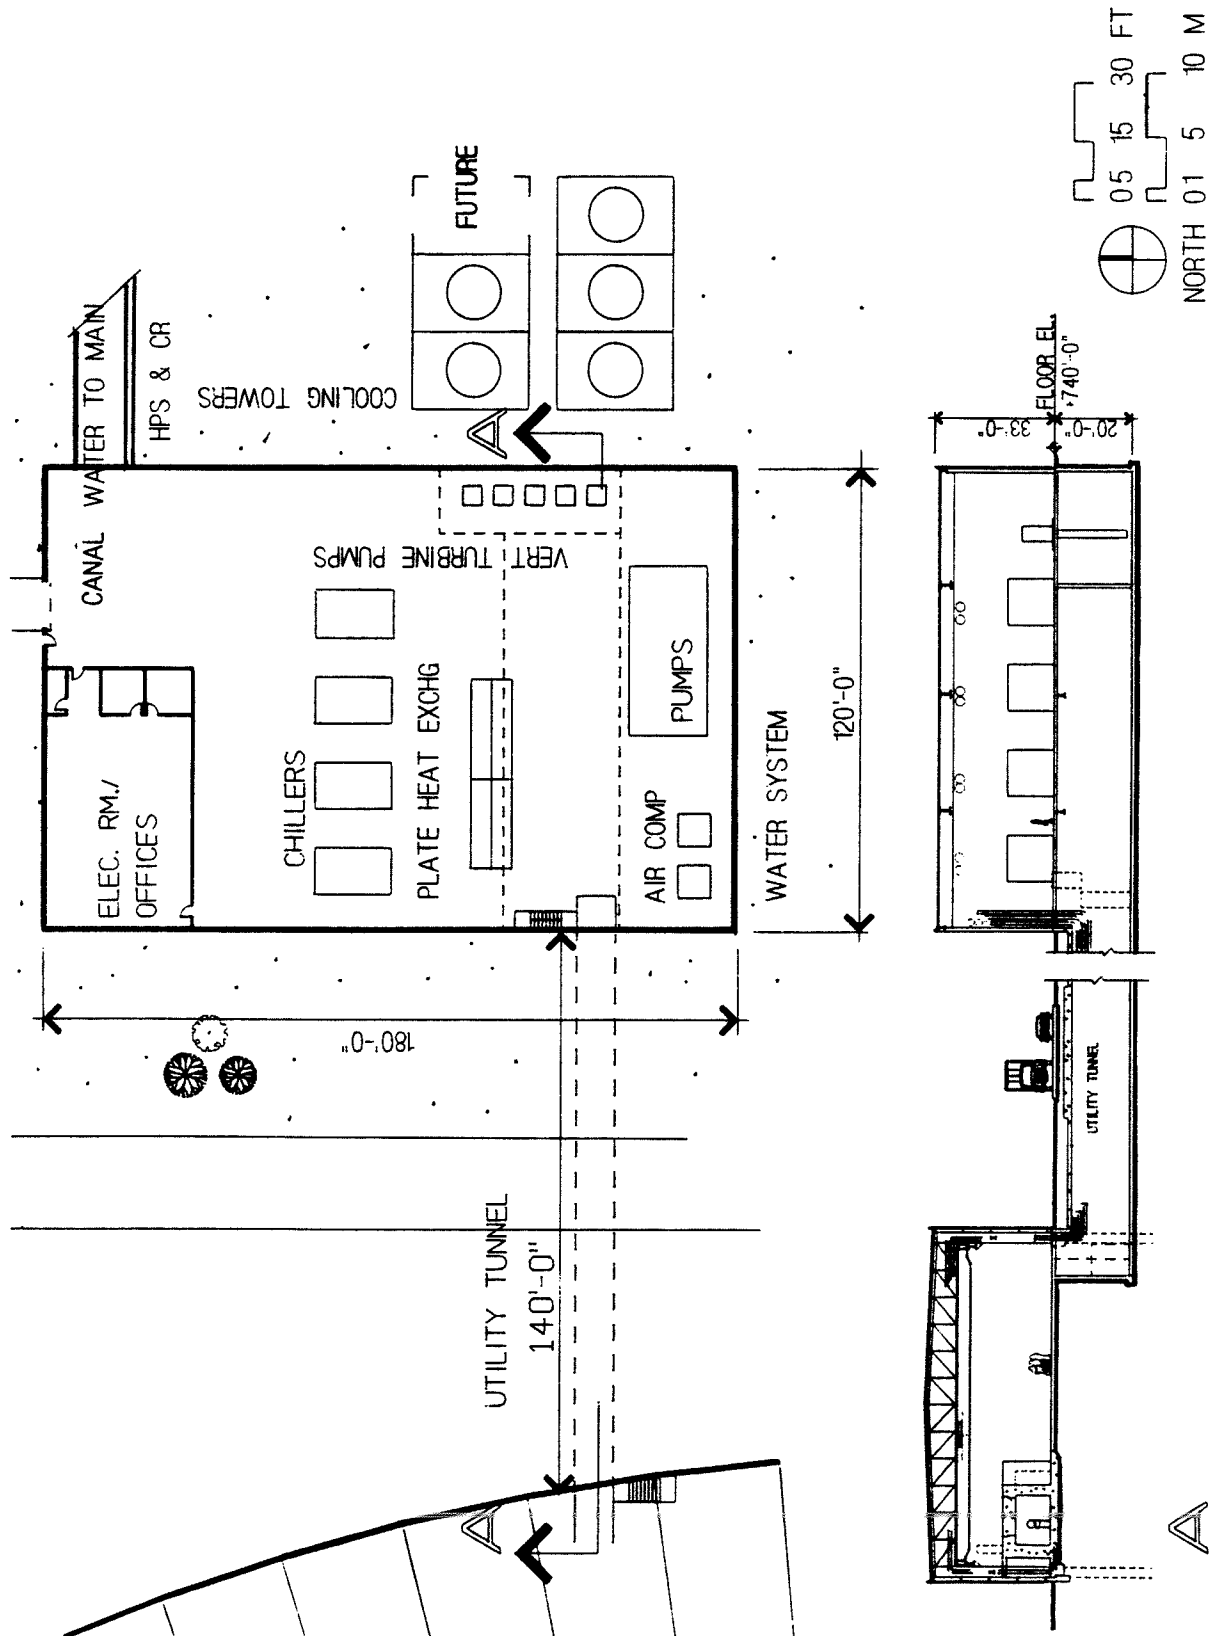 CANAL WATER TO MAIN
HPS & CR
COOLING TOWERS
FUTURE
A
VERT TURBINE PUMPS
ELEC. RM./
OFFICES
CHILLERS
PLATE HEAT EXCHG
PUMPS
AIR COMP
WATER SYSTEM
120'-0"
180'-0"
UTILITY TUNNEL
140'-0"
A
FLOOR EL.
+740'-0"
33'-0"
20'-0"
UTILITY TUNNEL
A
NORTH
0 5 15 30 FT
0 1 5 10 M